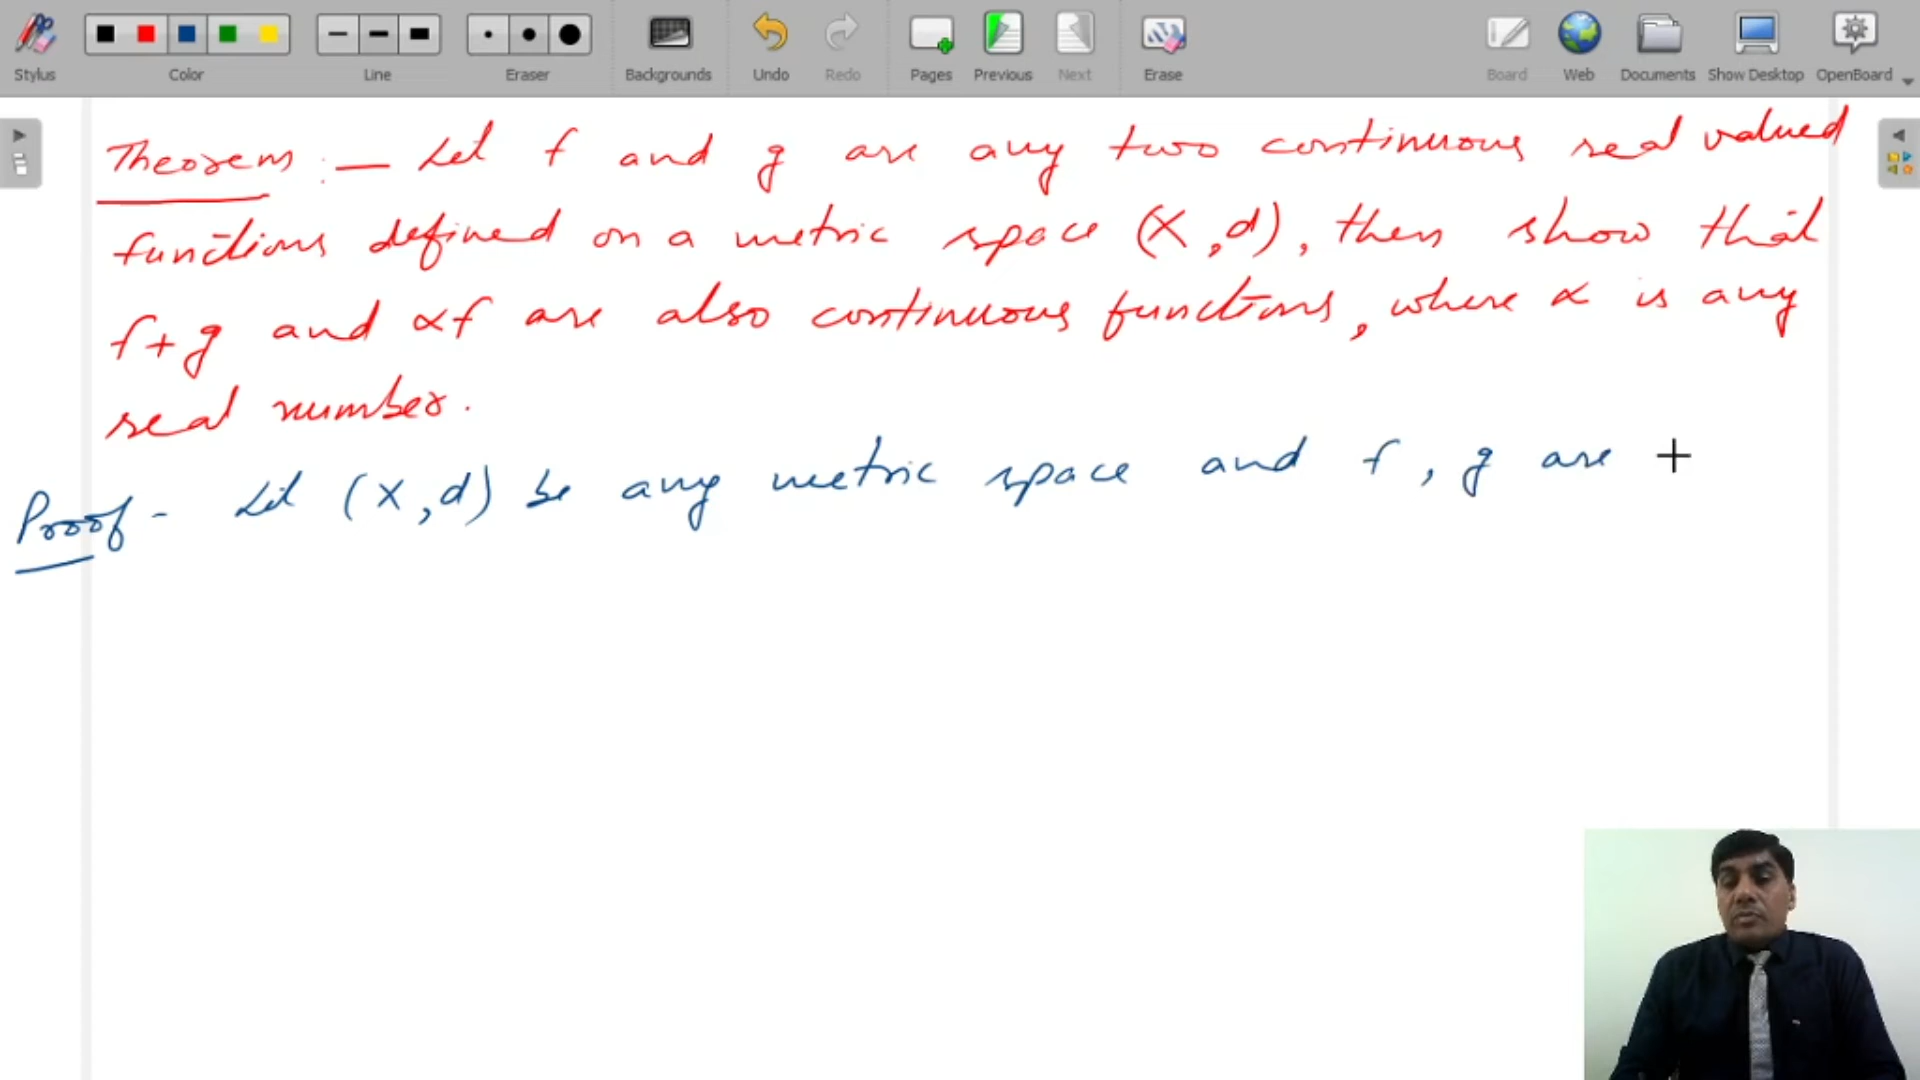 Stylus Color Line Eraser Backgrounds Undo Redo Pages Previous Next Erase Board Web Documents Show Desktop OpenBoard
Theorem :— Let f and g are any two continuous real valued
functions defined on a metric space (X,d), then show that
f+g and αf are also continuous functions, where α is any
real number.
Proof - Let (X,d) be any metric space and f, g are